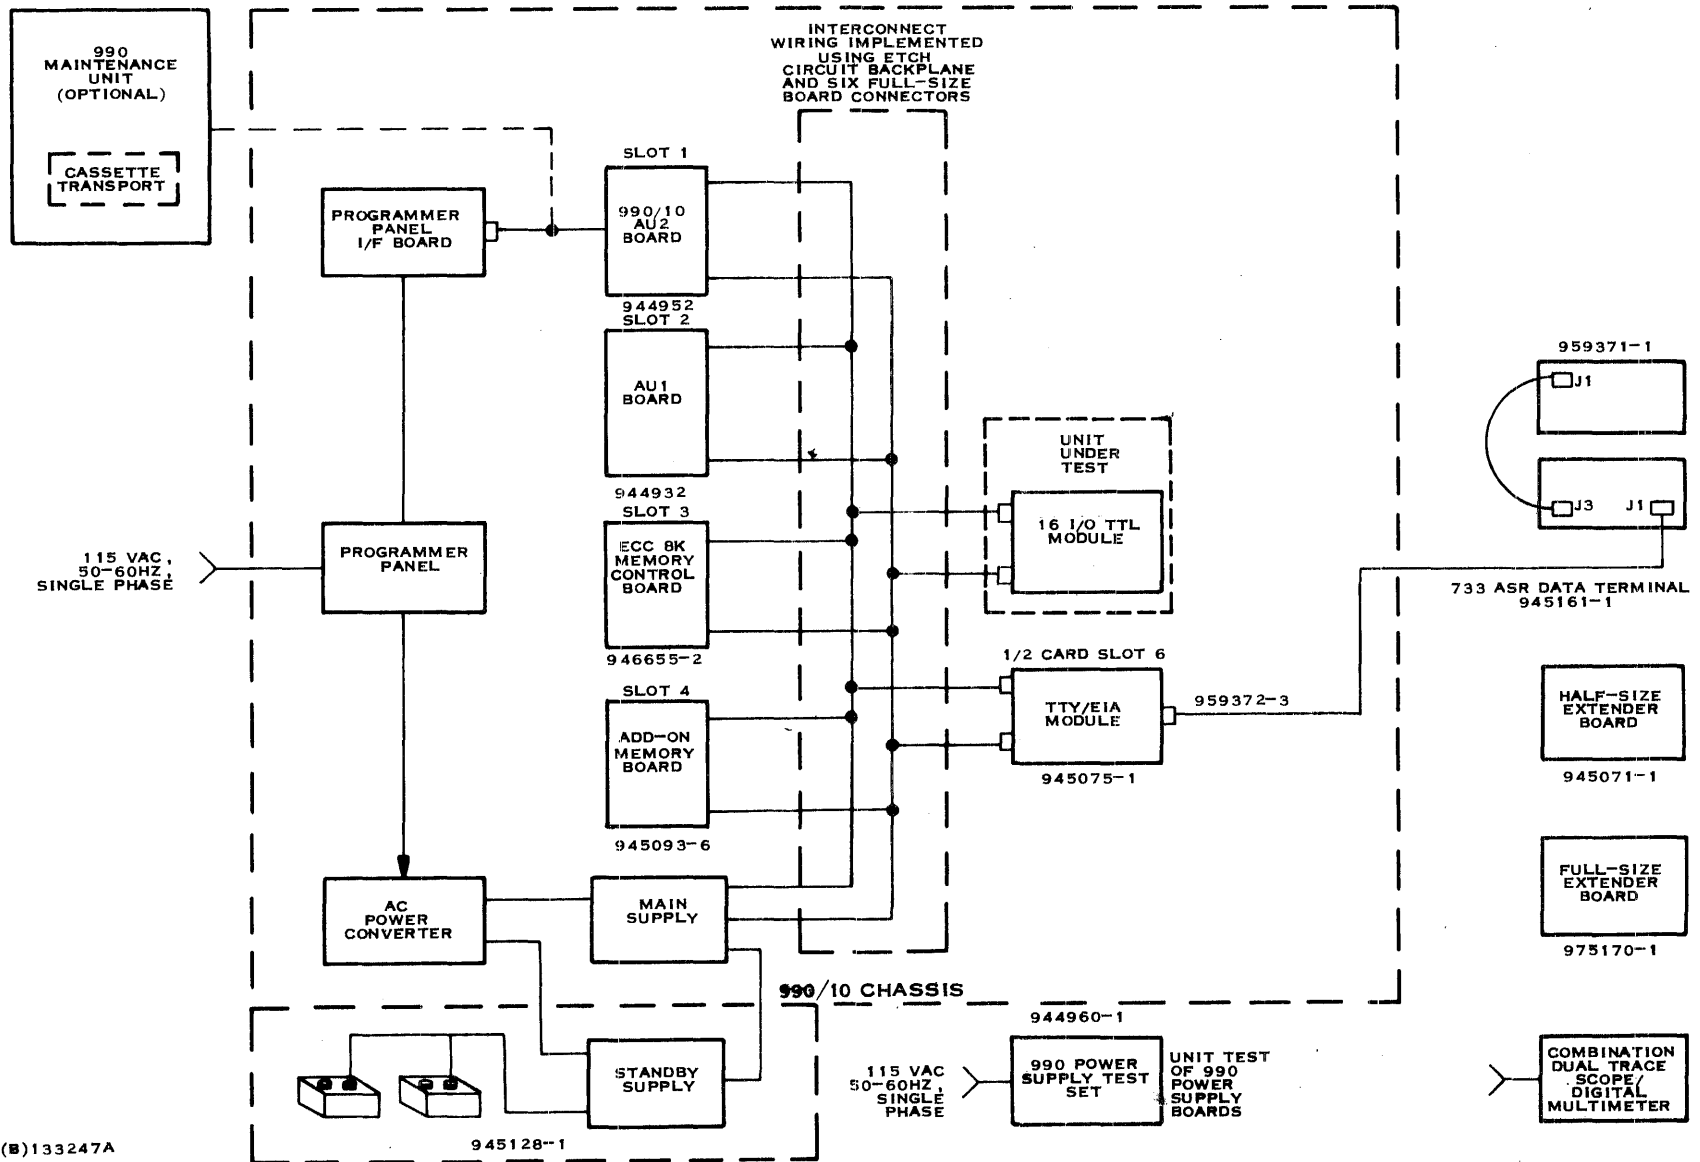 990
MAINTENANCE
UNIT
(OPTIONAL)
CASSETTE
TRANSPORT
INTERCONNECT
WIRING IMPLEMENTED
USING ETCH
CIRCUIT BACKPLANE
AND SIX FULL-SIZE
BOARD CONNECTORS
PROGRAMMER
PANEL
I/F BOARD
SLOT 1
990/10
AU2
BOARD
944952
SLOT 2
AU1
BOARD
944932
SLOT 3
ECC 8K
MEMORY
CONTROL
BOARD
946655-2
SLOT 4
ADD-ON
MEMORY
BOARD
945093-6
115 VAC,
50-60HZ,
SINGLE PHASE
PROGRAMMER
PANEL
AC
POWER
CONVERTER
MAIN
SUPPLY
UNIT
UNDER
TEST
16 I/O TTL
MODULE
1/2 CARD SLOT 6
TTY/EIA
MODULE
945075-1
959372-3
959371-1
J1
J3 J1
733 ASR DATA TERMINAL
945161-1
HALF-SIZE
EXTENDER
BOARD
945071-1
FULL-SIZE
EXTENDER
BOARD
975170-1
990/10 CHASSIS
STANDBY
SUPPLY
945128-1
944960-1
115 VAC
50-60HZ,
SINGLE
PHASE
990 POWER
SUPPLY TEST
SET
UNIT TEST
OF 990
POWER
SUPPLY
BOARDS
COMBINATION
DUAL TRACE
SCOPE/
DIGITAL
MULTIMETER
(B)133247A